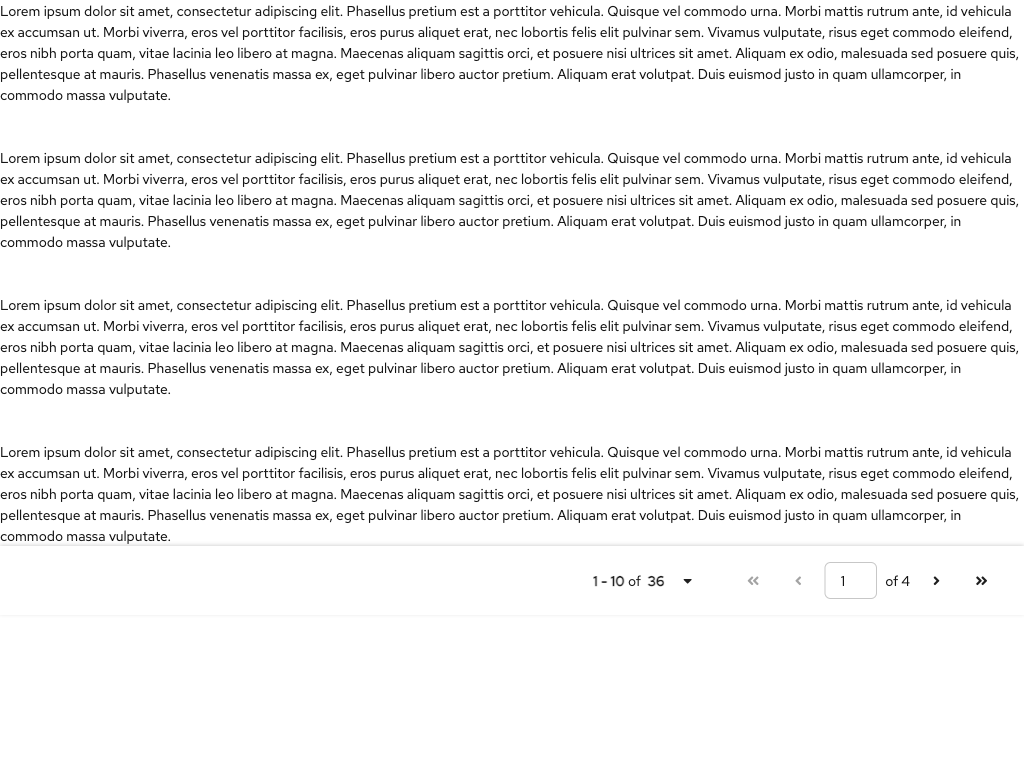 Lorem ipsum dolor sit amet, consectetur adipiscing elit. Phasellus pretium est a porttitor vehicula. Quisque vel commodo urna. Morbi mattis rutrum ante, id vehicula
ex accumsan ut. Morbi viverra, eros vel porttitor facilisis, eros purus aliquet erat, nec lobortis felis elit pulvinar sem. Vivamus vulputate, risus eget commodo eleifend,
eros nibh porta quam, vitae lacinia leo libero at magna. Maecenas aliquam sagittis orci, et posuere nisi ultrices sit amet. Aliquam ex odio, malesuada sed posuere quis,
pellentesque at mauris. Phasellus venenatis massa ex, eget pulvinar libero auctor pretium. Aliquam erat volutpat. Duis euismod justo in quam ullamcorper, in
commodo massa vulputate.
Lorem ipsum dolor sit amet, consectetur adipiscing elit. Phasellus pretium est a porttitor vehicula. Quisque vel commodo urna. Morbi mattis rutrum ante, id vehicula
ex accumsan ut. Morbi viverra, eros vel porttitor facilisis, eros purus aliquet erat, nec lobortis felis elit pulvinar sem. Vivamus vulputate, risus eget commodo eleifend,
eros nibh porta quam, vitae lacinia leo libero at magna. Maecenas aliquam sagittis orci, et posuere nisi ultrices sit amet. Aliquam ex odio, malesuada sed posuere quis,
pellentesque at mauris. Phasellus venenatis massa ex, eget pulvinar libero auctor pretium. Aliquam erat volutpat. Duis euismod justo in quam ullamcorper, in
commodo massa vulputate.
Lorem ipsum dolor sit amet, consectetur adipiscing elit. Phasellus pretium est a porttitor vehicula. Quisque vel commodo urna. Morbi mattis rutrum ante, id vehicula
ex accumsan ut. Morbi viverra, eros vel porttitor facilisis, eros purus aliquet erat, nec lobortis felis elit pulvinar sem. Vivamus vulputate, risus eget commodo eleifend,
eros nibh porta quam, vitae lacinia leo libero at magna. Maecenas aliquam sagittis orci, et posuere nisi ultrices sit amet. Aliquam ex odio, malesuada sed posuere quis,
pellentesque at mauris. Phasellus venenatis massa ex, eget pulvinar libero auctor pretium. Aliquam erat volutpat. Duis euismod justo in quam ullamcorper, in
commodo massa vulputate.
Lorem ipsum dolor sit amet, consectetur adipiscing elit. Phasellus pretium est a porttitor vehicula. Quisque vel commodo urna. Morbi mattis rutrum ante, id vehicula
ex accumsan ut. Morbi viverra, eros vel porttitor facilisis, eros purus aliquet erat, nec lobortis felis elit pulvinar sem. Vivamus vulputate, risus eget commodo eleifend,
eros nibh porta quam, vitae lacinia leo libero at magna. Maecenas aliquam sagittis orci, et posuere nisi ultrices sit amet. Aliquam ex odio, malesuada sed posuere quis,
pellentesque at mauris. Phasellus venenatis massa ex, eget pulvinar libero auctor pretium. Aliquam erat volutpat. Duis euismod justo in quam ullamcorper, in
commodo massa vulputate.
1 - 10 of 36 1 of 4